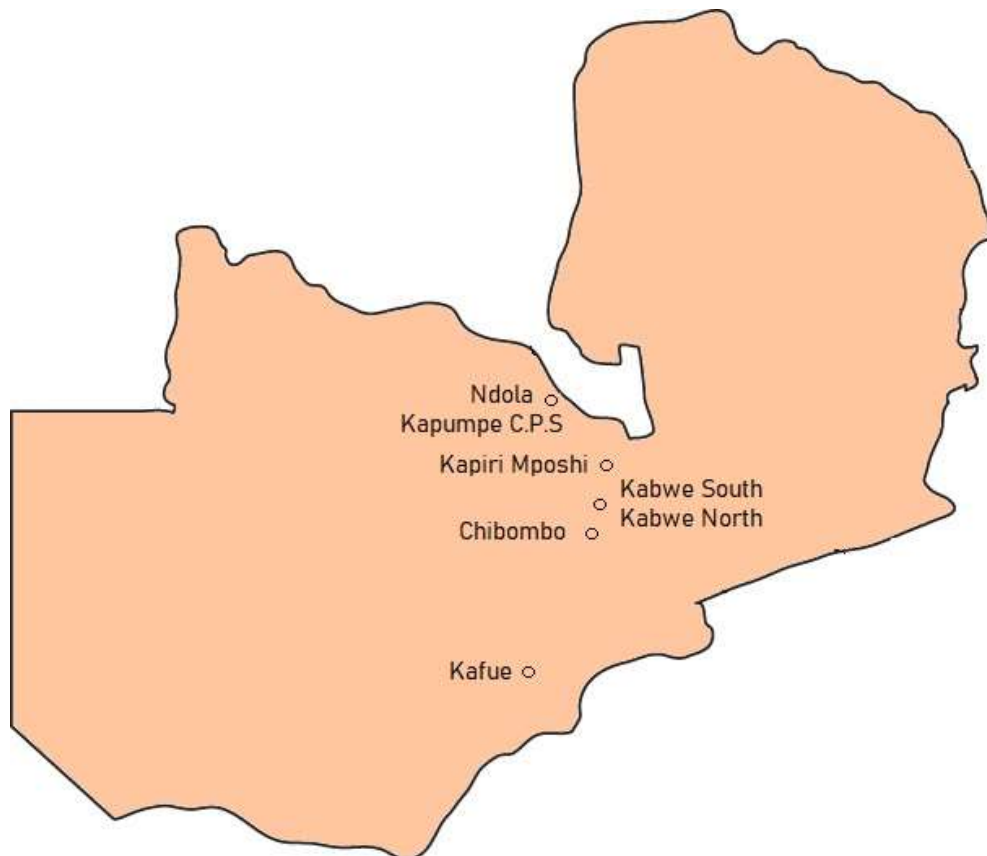 Ndola
Kapumpe C.P.S
Kapiri Mposhi
Kabwe South
Kabwe North
Chibombo
Kafue